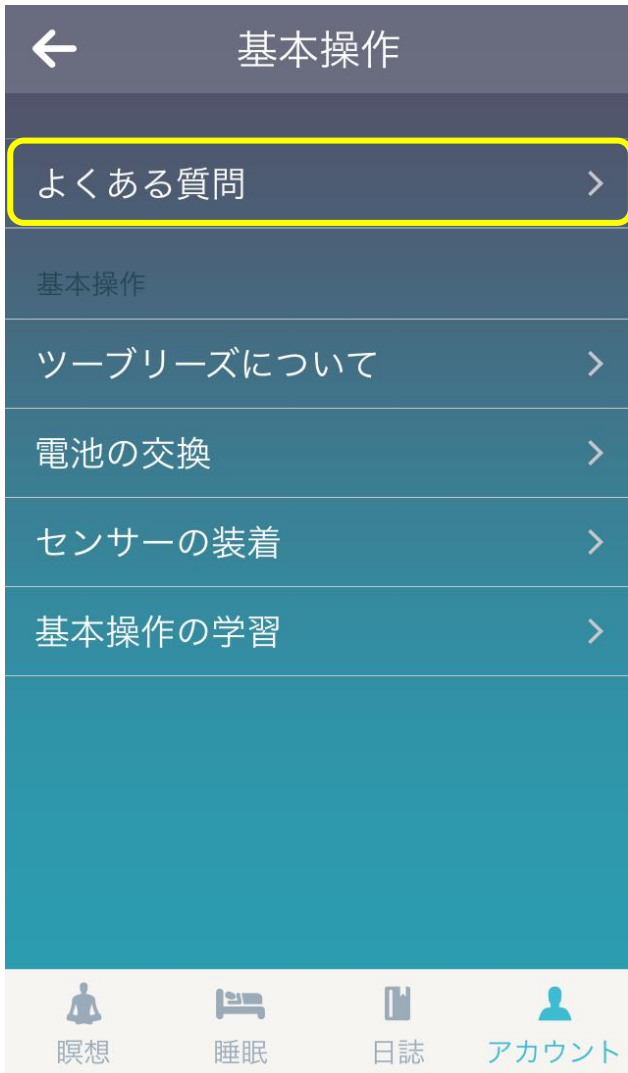 基本操作
よくある質問
基本操作
ツーブリーズについて
電池の交換
センサーの装着
基本操作の学習
瞑想
睡眠
日誌
アカウント